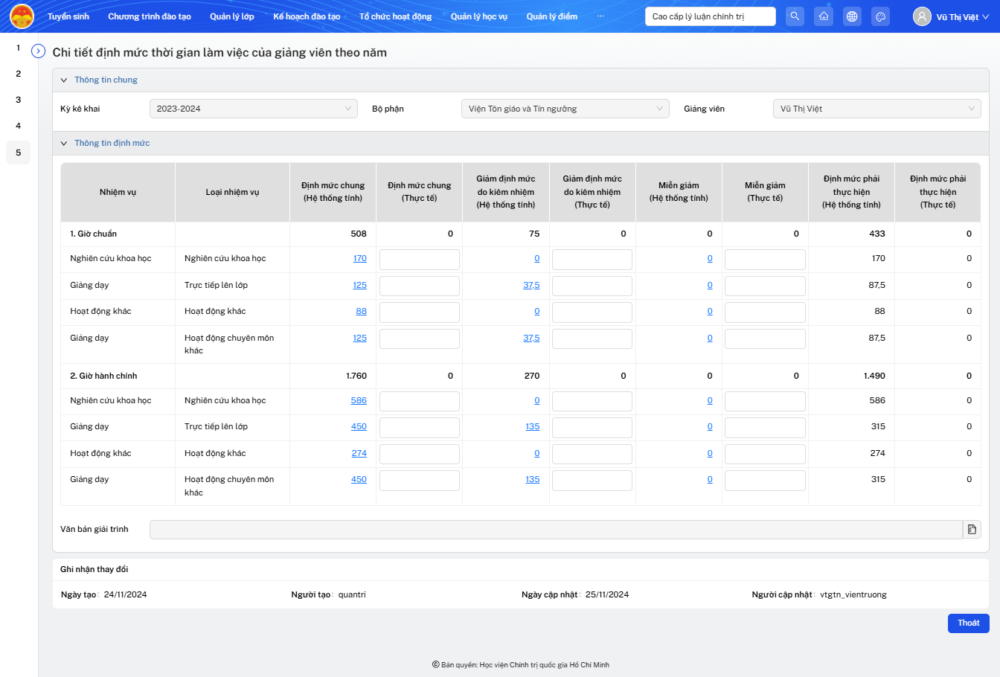 Tuyển sinh Chương trình đào tạo Quản lý lớp Kế hoạch đào tạo Tổ chức hoạt động Quản lý học vụ Quản lý điểm ··· Cao cấp lý luận chính trị Vũ Thị Việt
1
2
3
4
5
Chi tiết định mức thời gian làm việc của giảng viên theo năm
Thông tin chung
Kỳ kê khai 2023-2024 Bộ phận Viện Tôn giáo và Tín ngưỡng Giảng viên Vũ Thị Việt
Thông tin định mức
Nhiệm vụ Loại nhiệm vụ Định mức chung (Hệ thống tính) Định mức chung (Thực tế) Giảm định mức do kiêm nhiệm (Hệ thống tính) Giảm định mức do kiêm nhiệm (Thực tế) Miễn giảm (Hệ thống tính) Miễn giảm (Thực tế) Định mức phải thực hiện (Hệ thống tính) Định mức phải thực hiện (Thực tế)
1. Giờ chuẩn 508 0 75 0 0 0 433 0
Nghiên cứu khoa học Nghiên cứu khoa học 170 0 0 170 0
Giảng dạy Trực tiếp lên lớp 125 37,5 0 87,5 0
Hoạt động khác Hoạt động khác 88 0 0 88 0
Giảng dạy Hoạt động chuyên môn khác 125 37,5 0 87,5 0
2. Giờ hành chính 1.760 0 270 0 0 0 1.490 0
Nghiên cứu khoa học Nghiên cứu khoa học 586 0 0 586 0
Giảng dạy Trực tiếp lên lớp 450 135 0 315 0
Hoạt động khác Hoạt động khác 274 0 0 274 0
Giảng dạy Hoạt động chuyên môn khác 450 135 0 315 0
Văn bản giải trình
Ghi nhận thay đổi
Ngày tạo: 24/11/2024 Người tạo: quantri Ngày cập nhật: 25/11/2024 Người cập nhật: vtgtn_vientruong
Thoát
© Bản quyền: Học viện Chính trị quốc gia Hồ Chí Minh